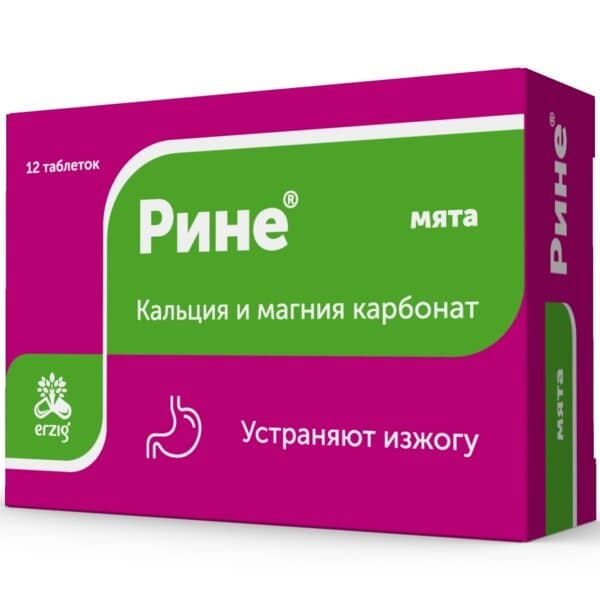 12 таблеток
Рине®
мята
Кальция и магния карбонат
erzig
Устраняют изжогу
Рине®
мята